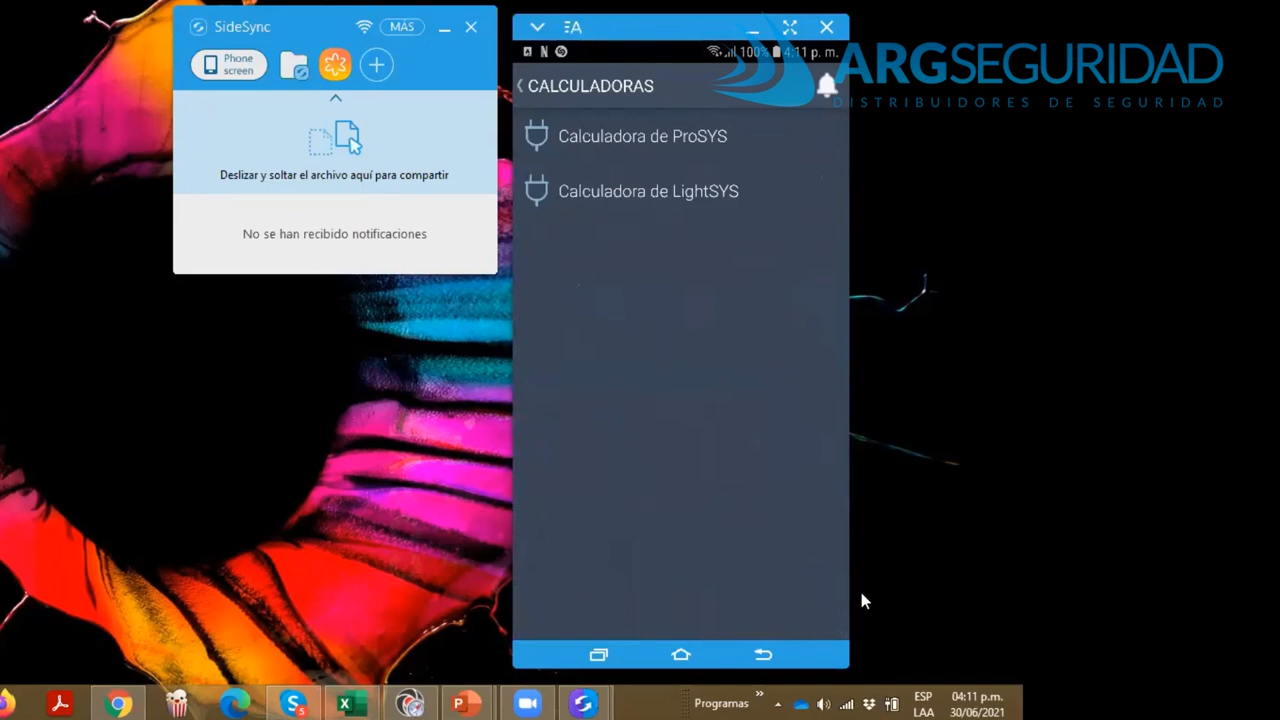 SideSync
MÁS
Phone
screen
Deslizar y soltar el archivo aquí para compartir
No se han recibido notificaciones
100% 4:11 p. m.
CALCULADORAS
Calculadora de ProSYS
Calculadora de LightSYS
ARGSEGURIDAD
DISTRIBUIDORES DE SEGURIDAD
5
Programas
ESP
LAA
04:11 p.m.
30/06/2021